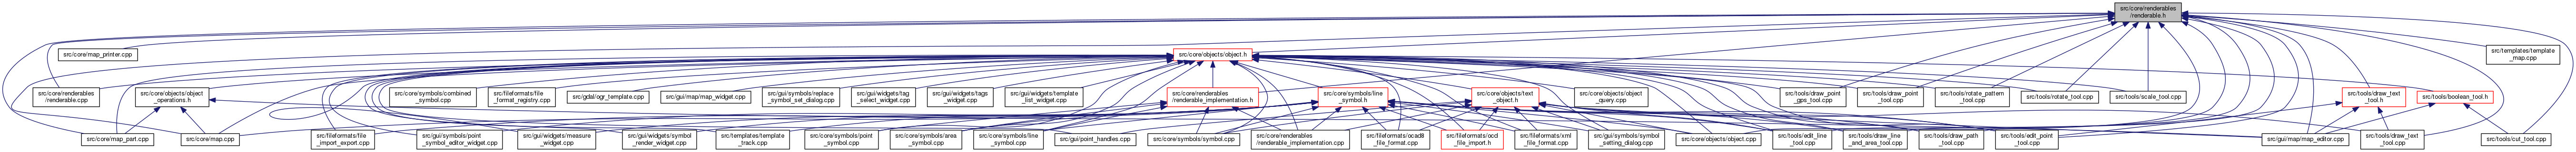 src/core/renderables
/renderable.h
src/core/map_printer.cpp
src/core/objects/object.h
src/templates/template
_map.cpp
src/core/renderables
/renderable.cpp
src/core/objects/object
_operations.h
src/core/symbols/combined
_symbol.cpp
src/fileformats/file
_format_registry.cpp
src/gdal/ogr_template.cpp
src/gui/map/map_widget.cpp
src/gui/symbols/replace
_symbol_set_dialog.cpp
src/gui/widgets/tag
_select_widget.cpp
src/gui/widgets/tags
_widget.cpp
src/gui/widgets/template
_list_widget.cpp
src/core/renderables
/renderable_implementation.h
src/core/symbols/line
_symbol.h
src/core/objects/text
_object.h
src/core/objects/object
_query.cpp
src/tools/draw_point
_gps_tool.cpp
src/tools/draw_point
_tool.cpp
src/tools/rotate_pattern
_tool.cpp
src/tools/rotate_tool.cpp
src/tools/scale_tool.cpp
src/tools/draw_text
_tool.h
src/tools/boolean_tool.h
src/core/map_part.cpp
src/core/map.cpp
src/fileformats/file
_import_export.cpp
src/gui/symbols/point
_symbol_editor_widget.cpp
src/gui/widgets/measure
_widget.cpp
src/gui/widgets/symbol
_render_widget.cpp
src/templates/template
_track.cpp
src/core/symbols/point
_symbol.cpp
src/core/symbols/area
_symbol.cpp
src/core/symbols/line
_symbol.cpp
src/gui/point_handles.cpp
src/core/symbols/symbol.cpp
src/core/renderables
/renderable_implementation.cpp
src/fileformats/ocad8
_file_format.cpp
src/fileformats/ocd
_file_import.h
src/fileformats/xml
_file_format.cpp
src/gui/symbols/symbol
_setting_dialog.cpp
src/core/objects/object.cpp
src/tools/edit_line
_tool.cpp
src/tools/draw_line
_and_area_tool.cpp
src/tools/draw_path
_tool.cpp
src/tools/edit_point
_tool.cpp
src/gui/map/map_editor.cpp
src/tools/draw_text
_tool.cpp
src/tools/cut_tool.cpp